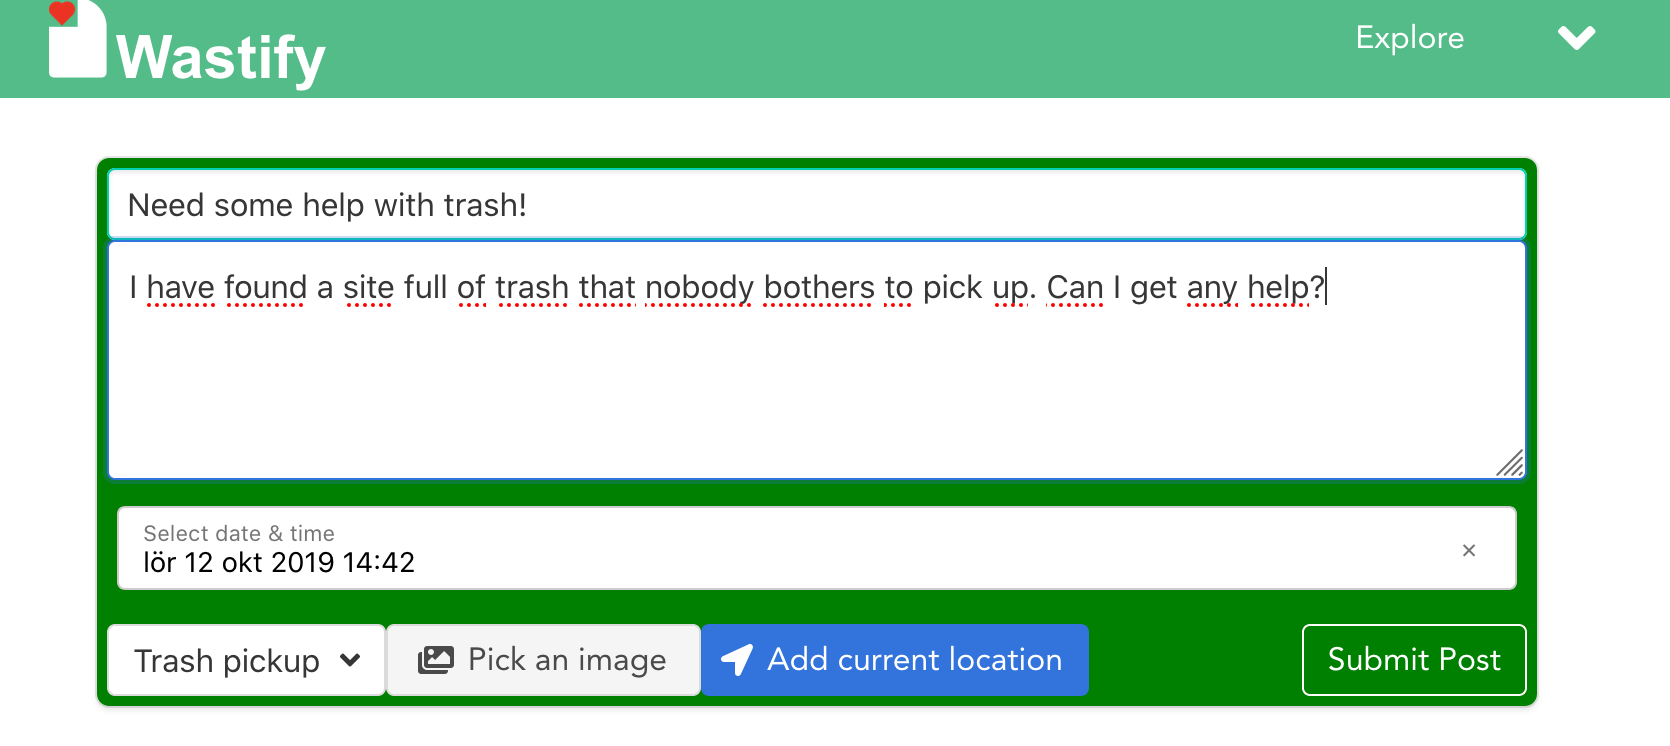 Wastify
Explore
Need some help with trash!
I have found a site full of trash that nobody bothers to pick up. Can I get any help?
Select date & time
lör 12 okt 2019 14:42
×
Trash pickup
Pick an image
Add current location
Submit Post